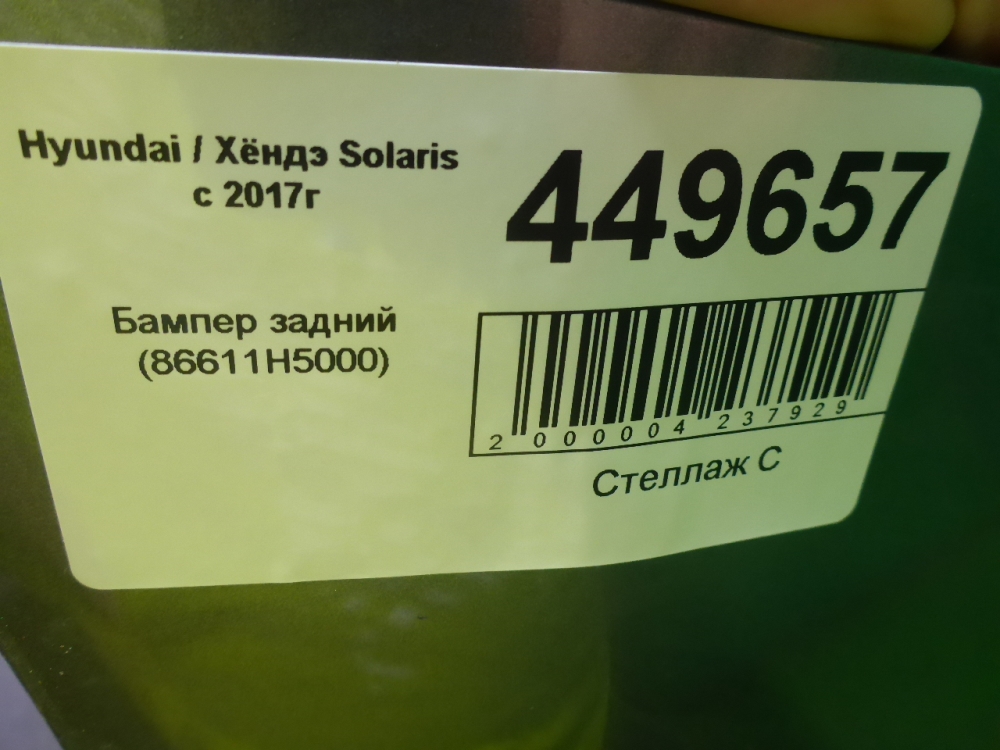 Hyundai / Хёндэ Solaris
с 2017г
449657
Бампер задний
(86611H5000)
2 000004 237929
Стеллаж С